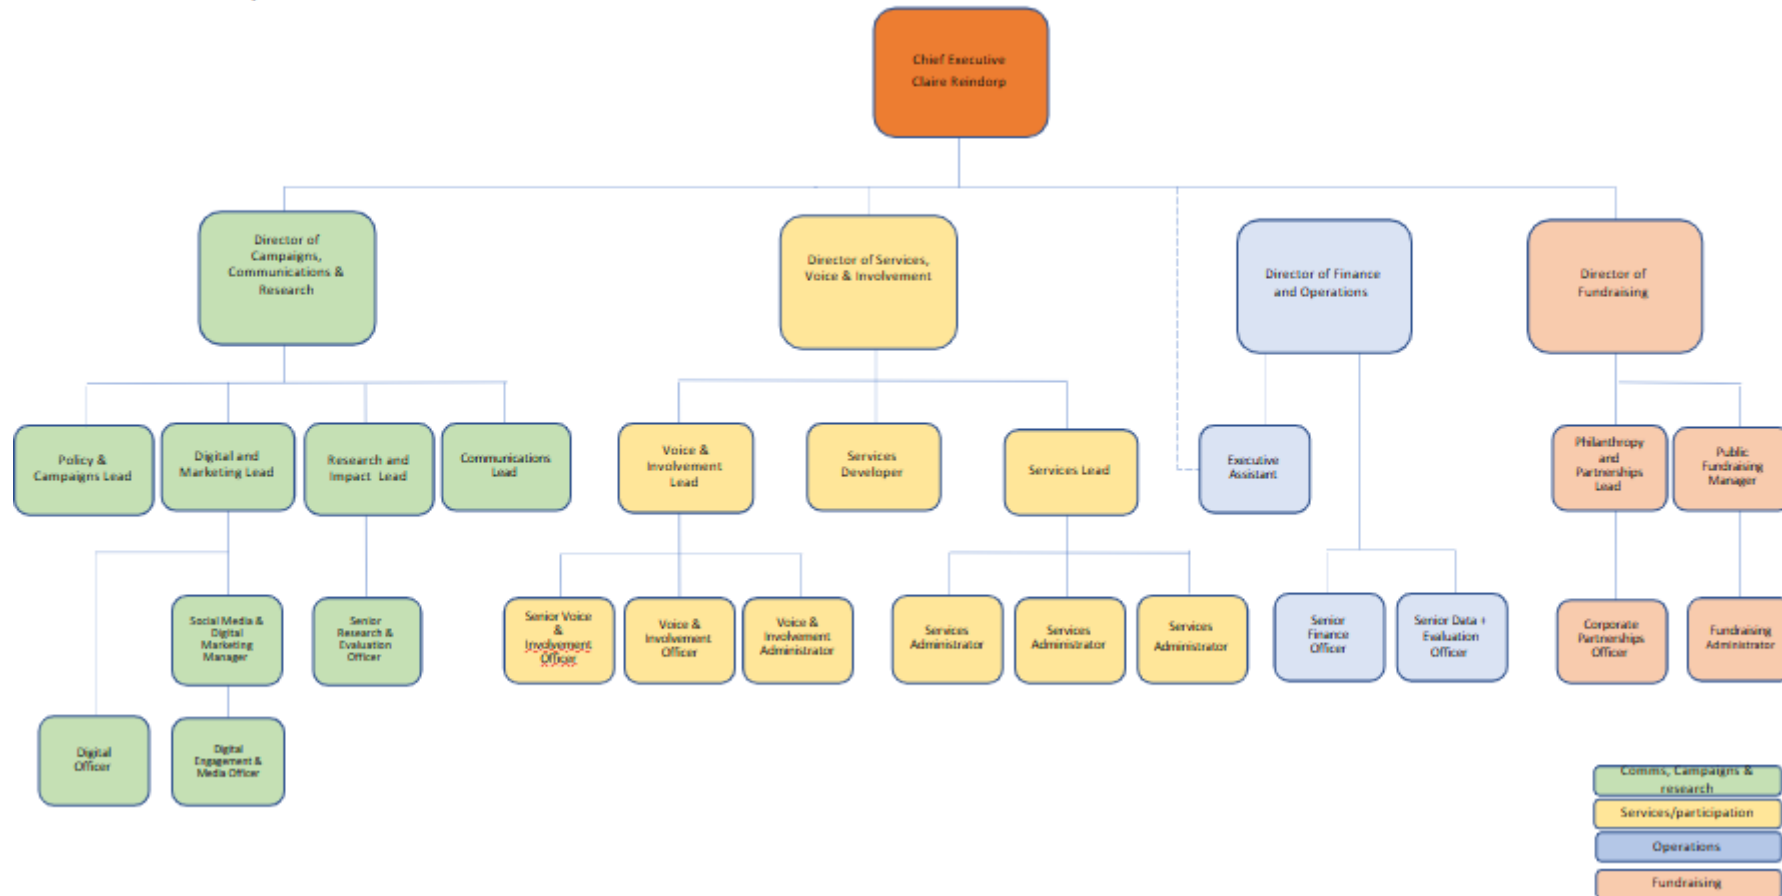 Chief Executive
Claire Reindorp
Director of
Campaigns,
Communications &
Research
Director of Services,
Voice & Involvement
Director of Finance
and Operations
Director of
Fundraising
Policy &
Campaigns Lead
Digital and
Marketing Lead
Research and
Impact Lead
Communications
Lead
Voice &
Involvement
Lead
Services
Developer
Services Lead
Executive
Assistant
Philanthropy
and
Partnerships
Lead
Public
Fundraising
Manager
Social Media &
Digital
Marketing
Manager
Senior
Research &
Evaluation
Officer
Senior Voice
&
Involvement
Officer
Voice &
Involvement
Officer
Voice &
Involvement
Administrator
Services
Administrator
Services
Administrator
Services
Administrator
Senior
Finance
Officer
Senior Data +
Evaluation
Officer
Corporate
Partnerships
Officer
Fundraising
Administrator
Digital
Officer
Digital
Engagement &
Media Officer
Comms, Campaigns &
research
Services/participation
Operations
Fundraising